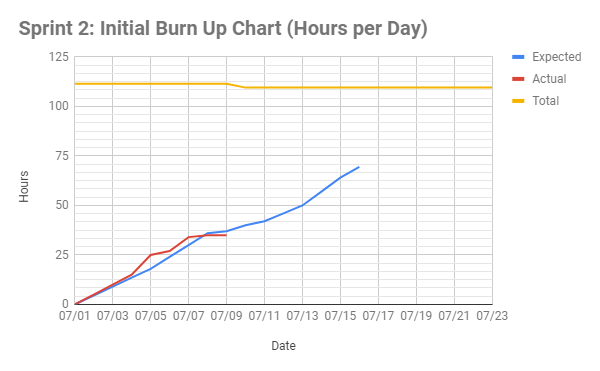 Sprint 2: Initial Burn Up Chart (Hours per Day)
125
100
75
50
25
0
Hours
07/01 07/03 07/05 07/07 07/09 07/11 07/13 07/15 07/17 07/19 07/21 07/23
Date
Expected
Actual
Total